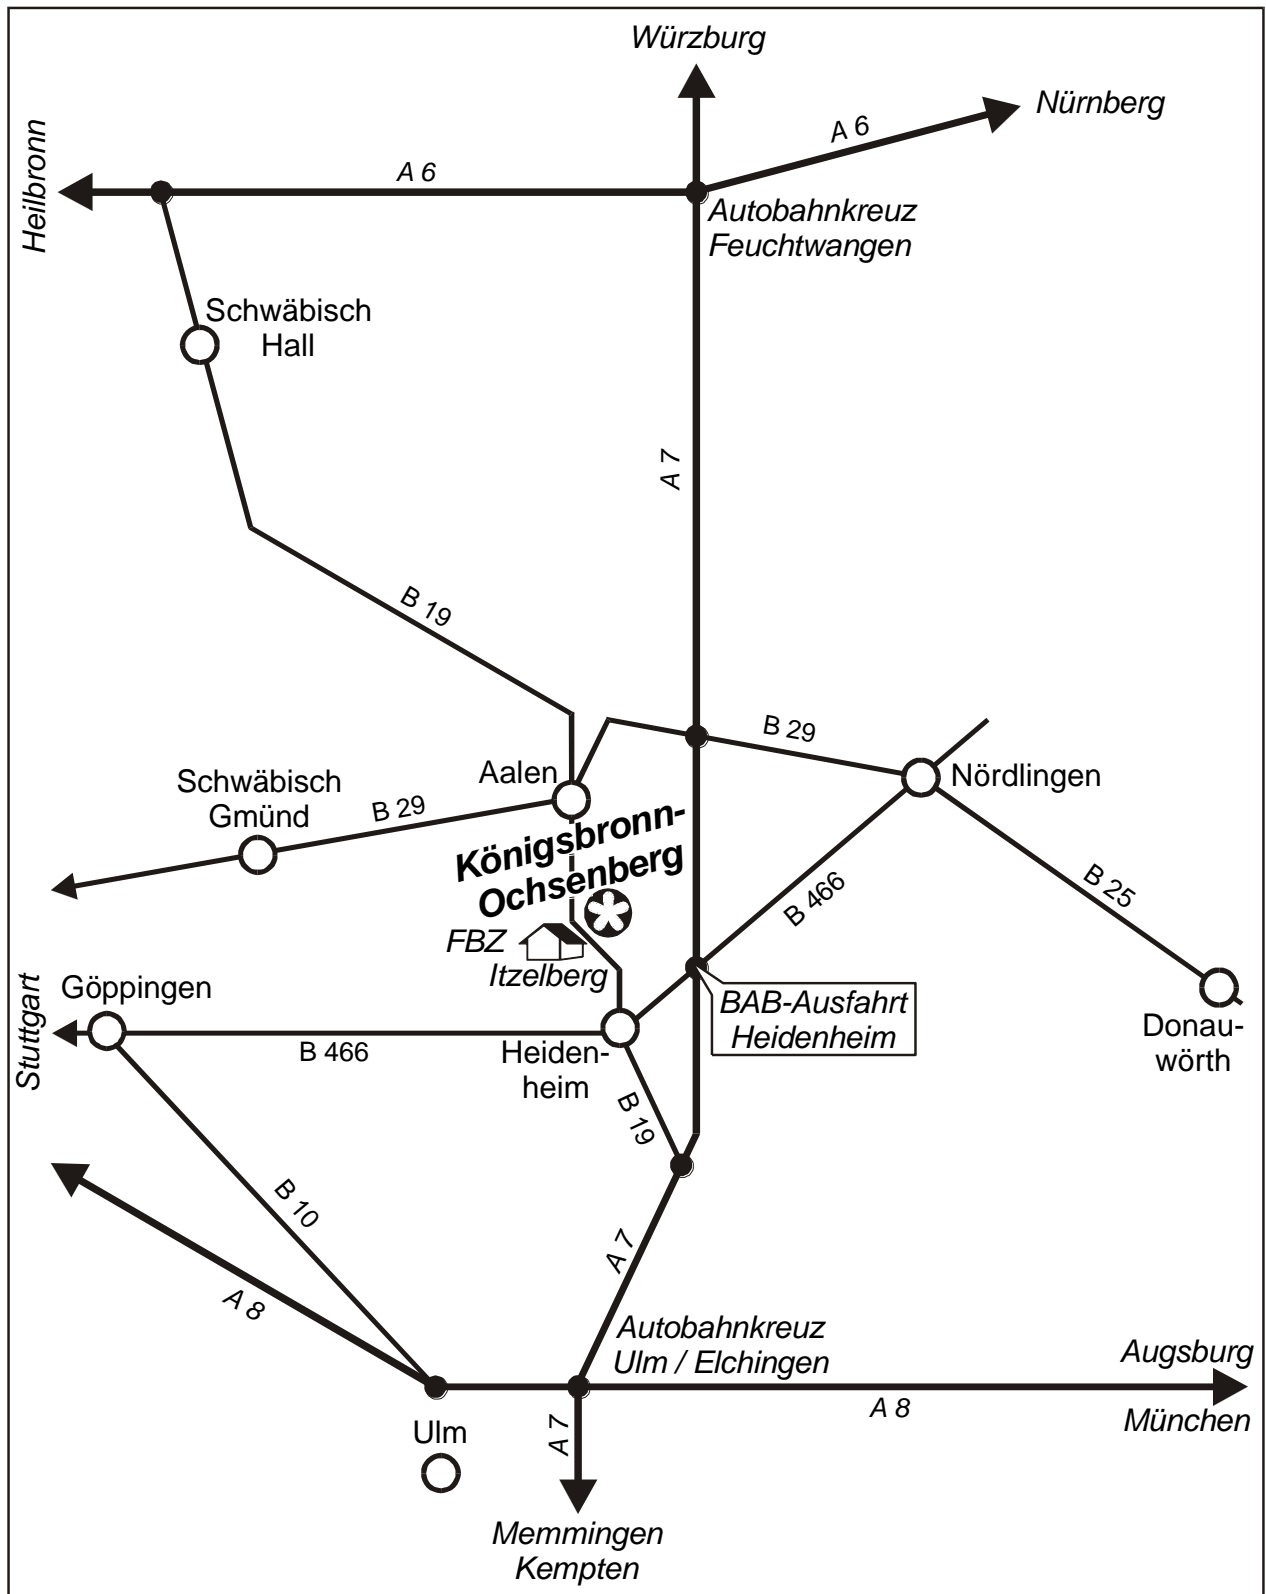 Würzburg
Nürnberg
A 6
Heilbronn
A 6
Autobahnkreuz
Feuchtwangen
Schwäbisch
Hall
A 7
B 19
B 29
Aalen
Nördlingen
Schwäbisch
Gmünd
B 29
Königsbronn-
Ochsenberg
B 466
B 25
FBZ
Itzelberg
Stuttgart
Göppingen
BAB-Ausfahrt
Heidenheim
Donau-
wörth
B 466
Heiden-
heim
B 19
B 10
A 7
A 8
Autobahnkreuz
Ulm / Elchingen
Augsburg
A 8
München
Ulm
A 7
Memmingen
Kempten